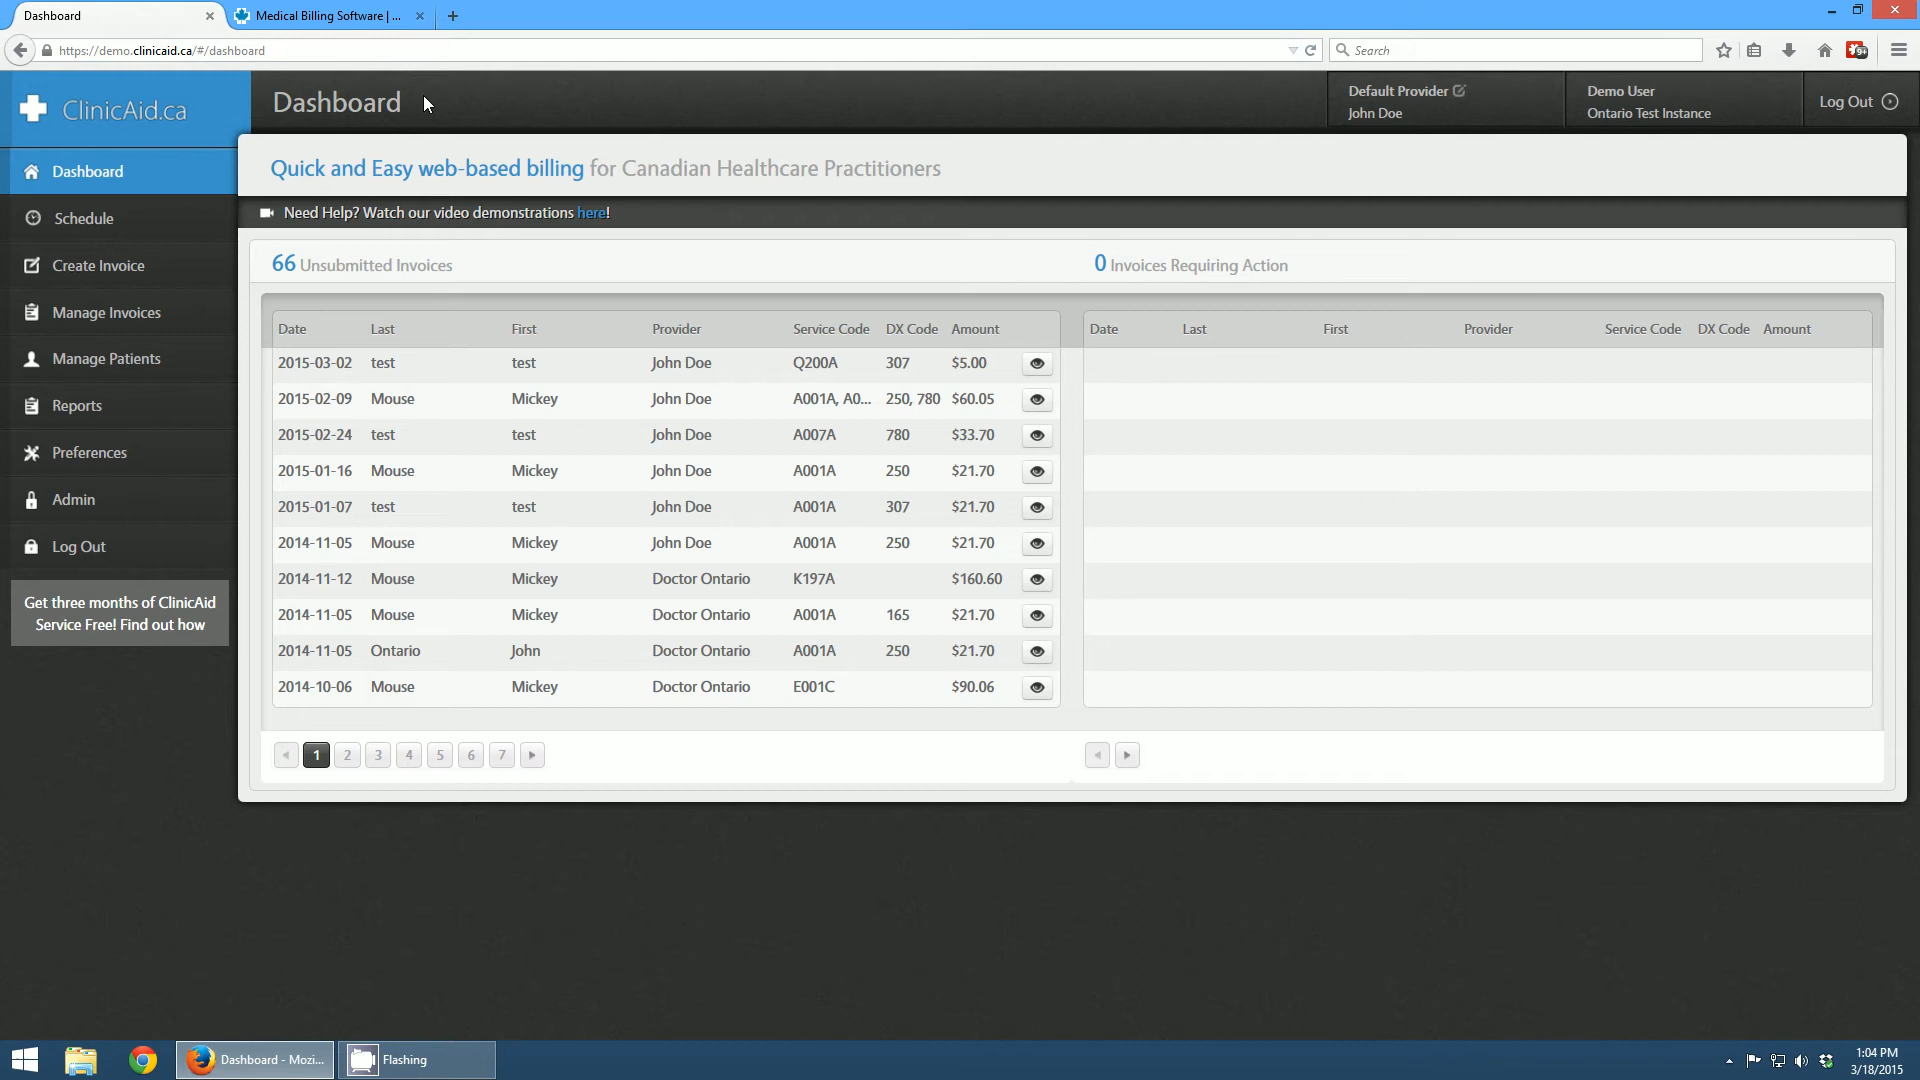 Dashboard
Medical Billing Software | ...
https://demo.clinicaid.ca/#/dashboard
Search
9+
ClinicAid.ca
Dashboard
Default Provider
John Doe
Demo User
Ontario Test Instance
Log Out
Dashboard
Schedule
Create Invoice
Manage Invoices
Manage Patients
Reports
Preferences
Admin
Log Out
Get three months of ClinicAid
Service Free! Find out how
Quick and Easy web-based billing for Canadian Healthcare Practitioners
Need Help? Watch our video demonstrations here!
66 Unsubmitted Invoices
0 Invoices Requiring Action
Date Last First Provider Service Code DX Code Amount
2015-03-02 test test John Doe Q200A 307 $5.00
2015-02-09 Mouse Mickey John Doe A001A, A0... 250, 780 $60.05
2015-02-24 test test John Doe A007A 780 $33.70
2015-01-16 Mouse Mickey John Doe A001A 250 $21.70
2015-01-07 test test John Doe A001A 307 $21.70
2014-11-05 Mouse Mickey John Doe A001A 250 $21.70
2014-11-12 Mouse Mickey Doctor Ontario K197A $160.60
2014-11-05 Mouse Mickey Doctor Ontario A001A 165 $21.70
2014-11-05 Ontario John Doctor Ontario A001A 250 $21.70
2014-10-06 Mouse Mickey Doctor Ontario E001C $90.06
1 2 3 4 5 6 7
Date Last First Provider Service Code DX Code Amount
Dashboard - Mozi...
Flashing
1:04 PM
3/18/2015